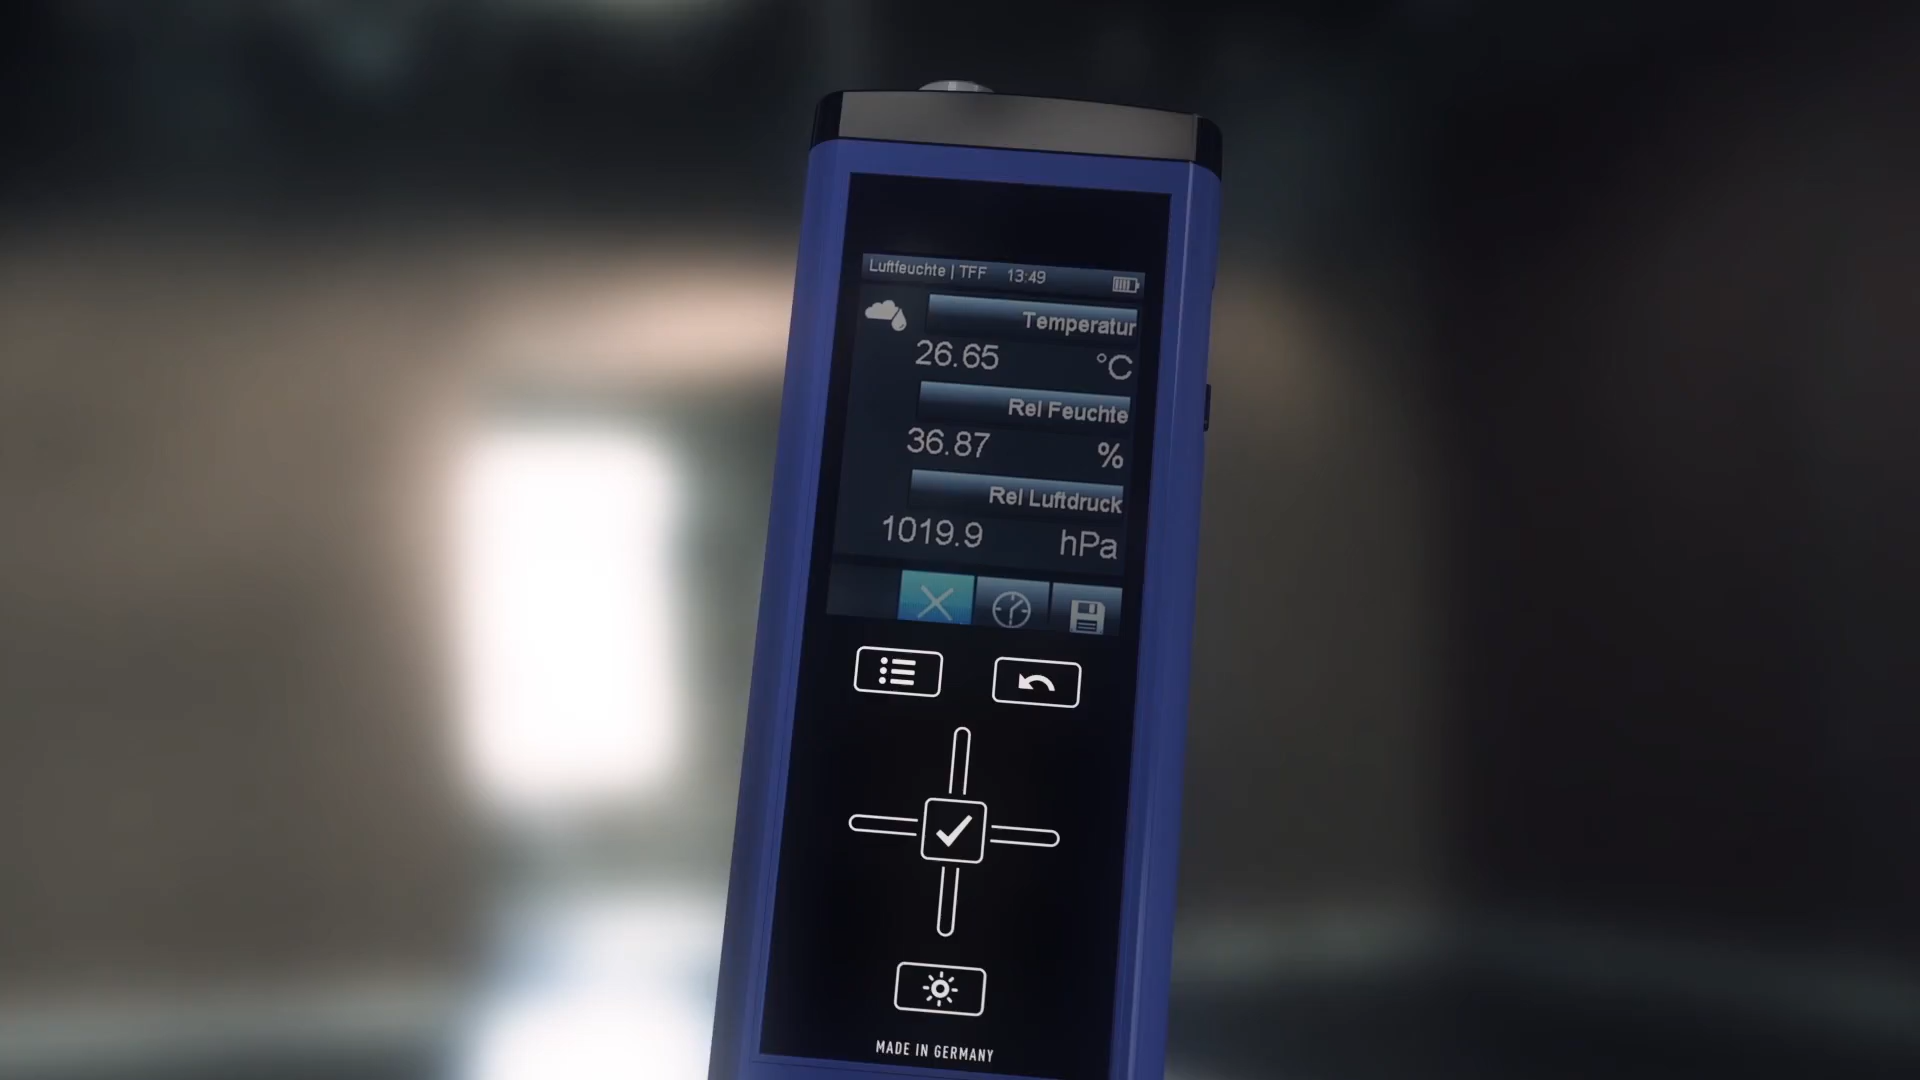 Luftfeuchte | TFF 13:49
Temperatur
26.65 °C
Rel Feuchte
36.87 %
Rel Luftdruck
1019.9 hPa
MADE IN GERMANY